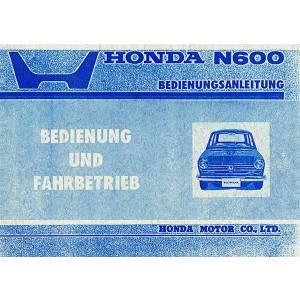 HONDA N600
BEDIENUNGSANLEITUNG
BEDIENUNG
UND
FAHRBETRIEB
HONDA MOTOR CO., LTD.